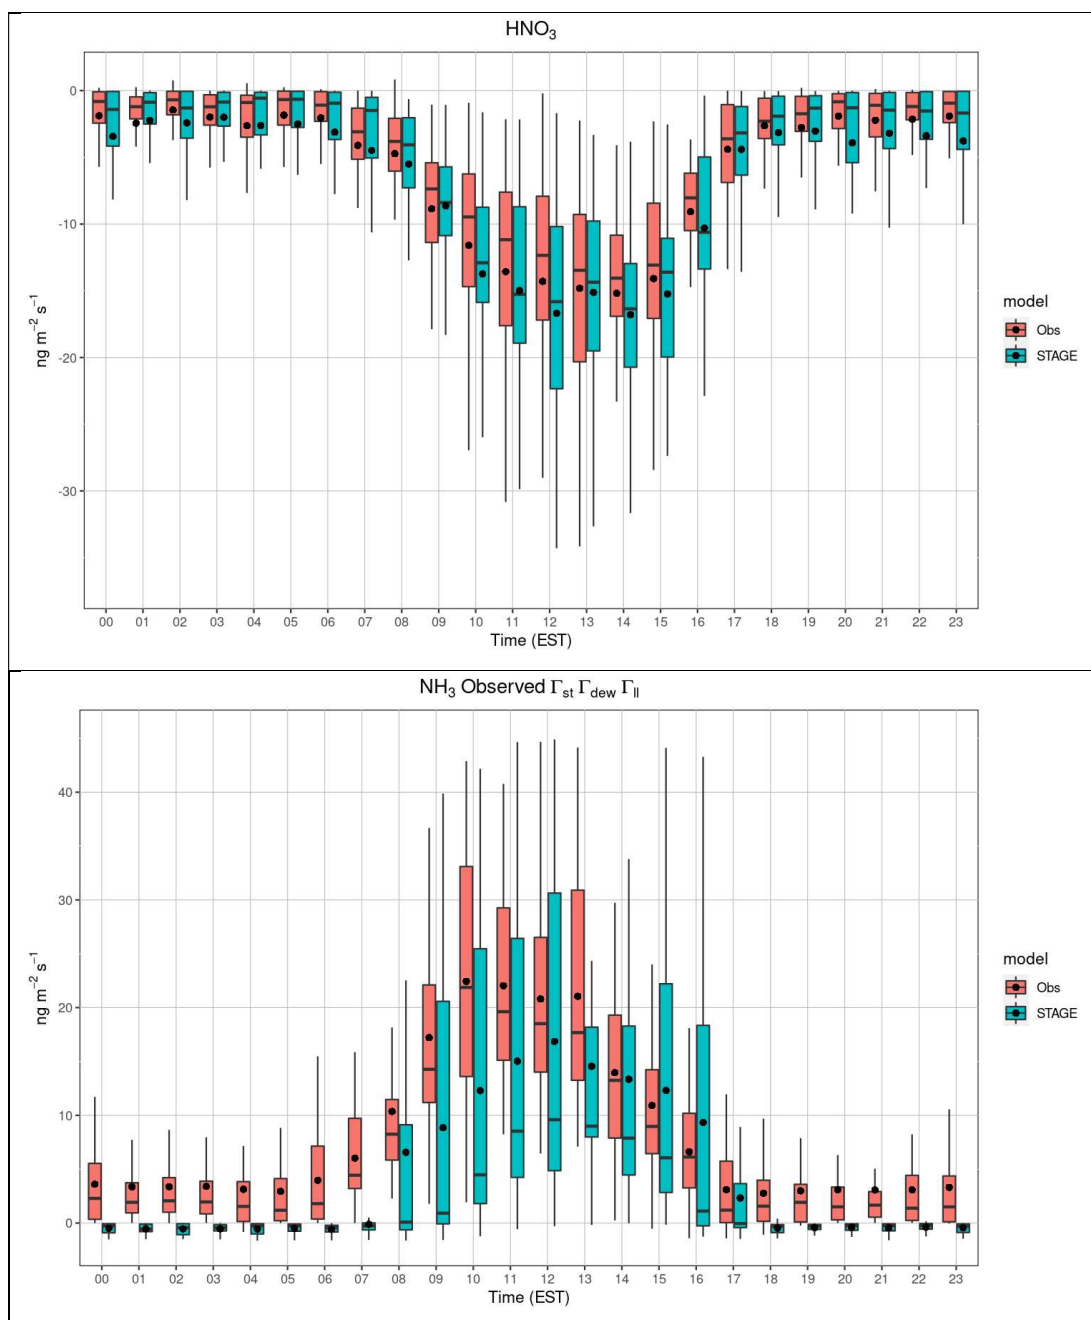 HNO₃
0
-10
-20
-30
ng m⁻² s⁻¹
00 01 02 03 04 05 06 07 08 09 10 11 12 13 14 15 16 17 18 19 20 21 22 23
Time (EST)
model
Obs
STAGE
NH₃ Observed Γst Γdew Γll
40
30
20
10
0
ng m⁻² s⁻¹
00 01 02 03 04 05 06 07 08 09 10 11 12 13 14 15 16 17 18 19 20 21 22 23
Time (EST)
model
Obs
STAGE